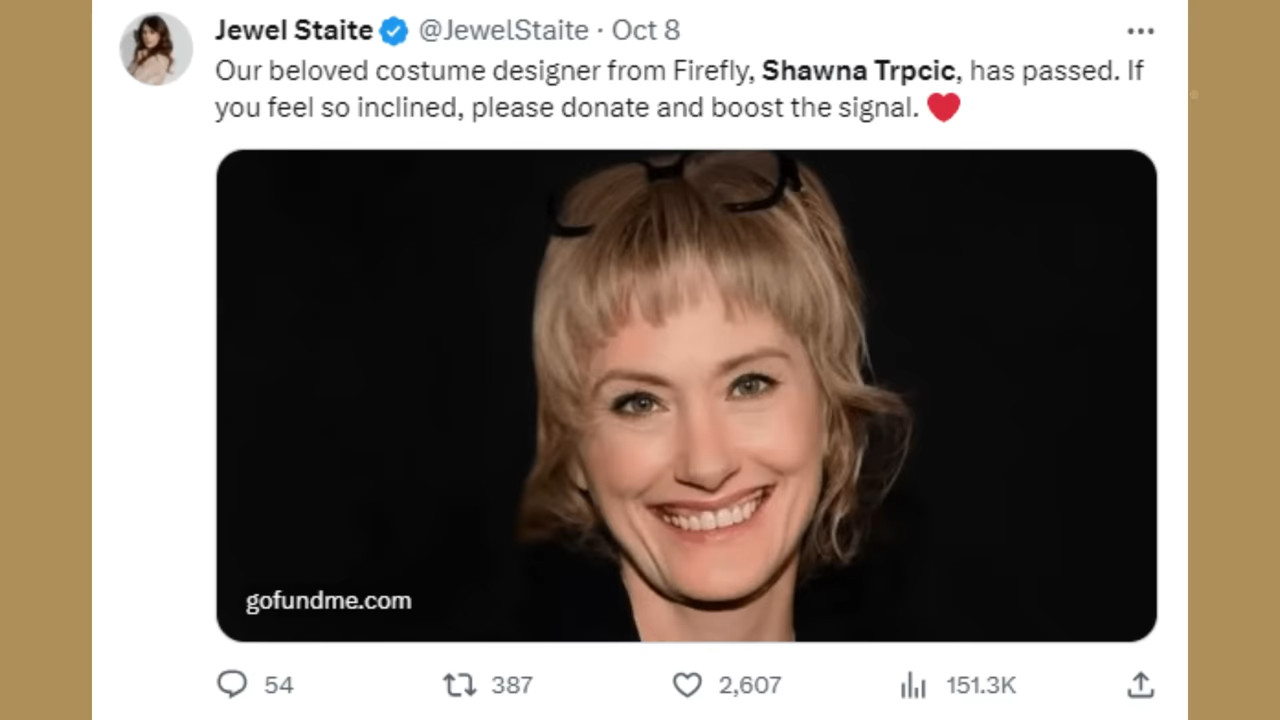 Jewel Staite @JewelStaite · Oct 8
Our beloved costume designer from Firefly, Shawna Trpcic, has passed. If
you feel so inclined, please donate and boost the signal. ❤️
gofundme.com
54 387 2,607 151.3K